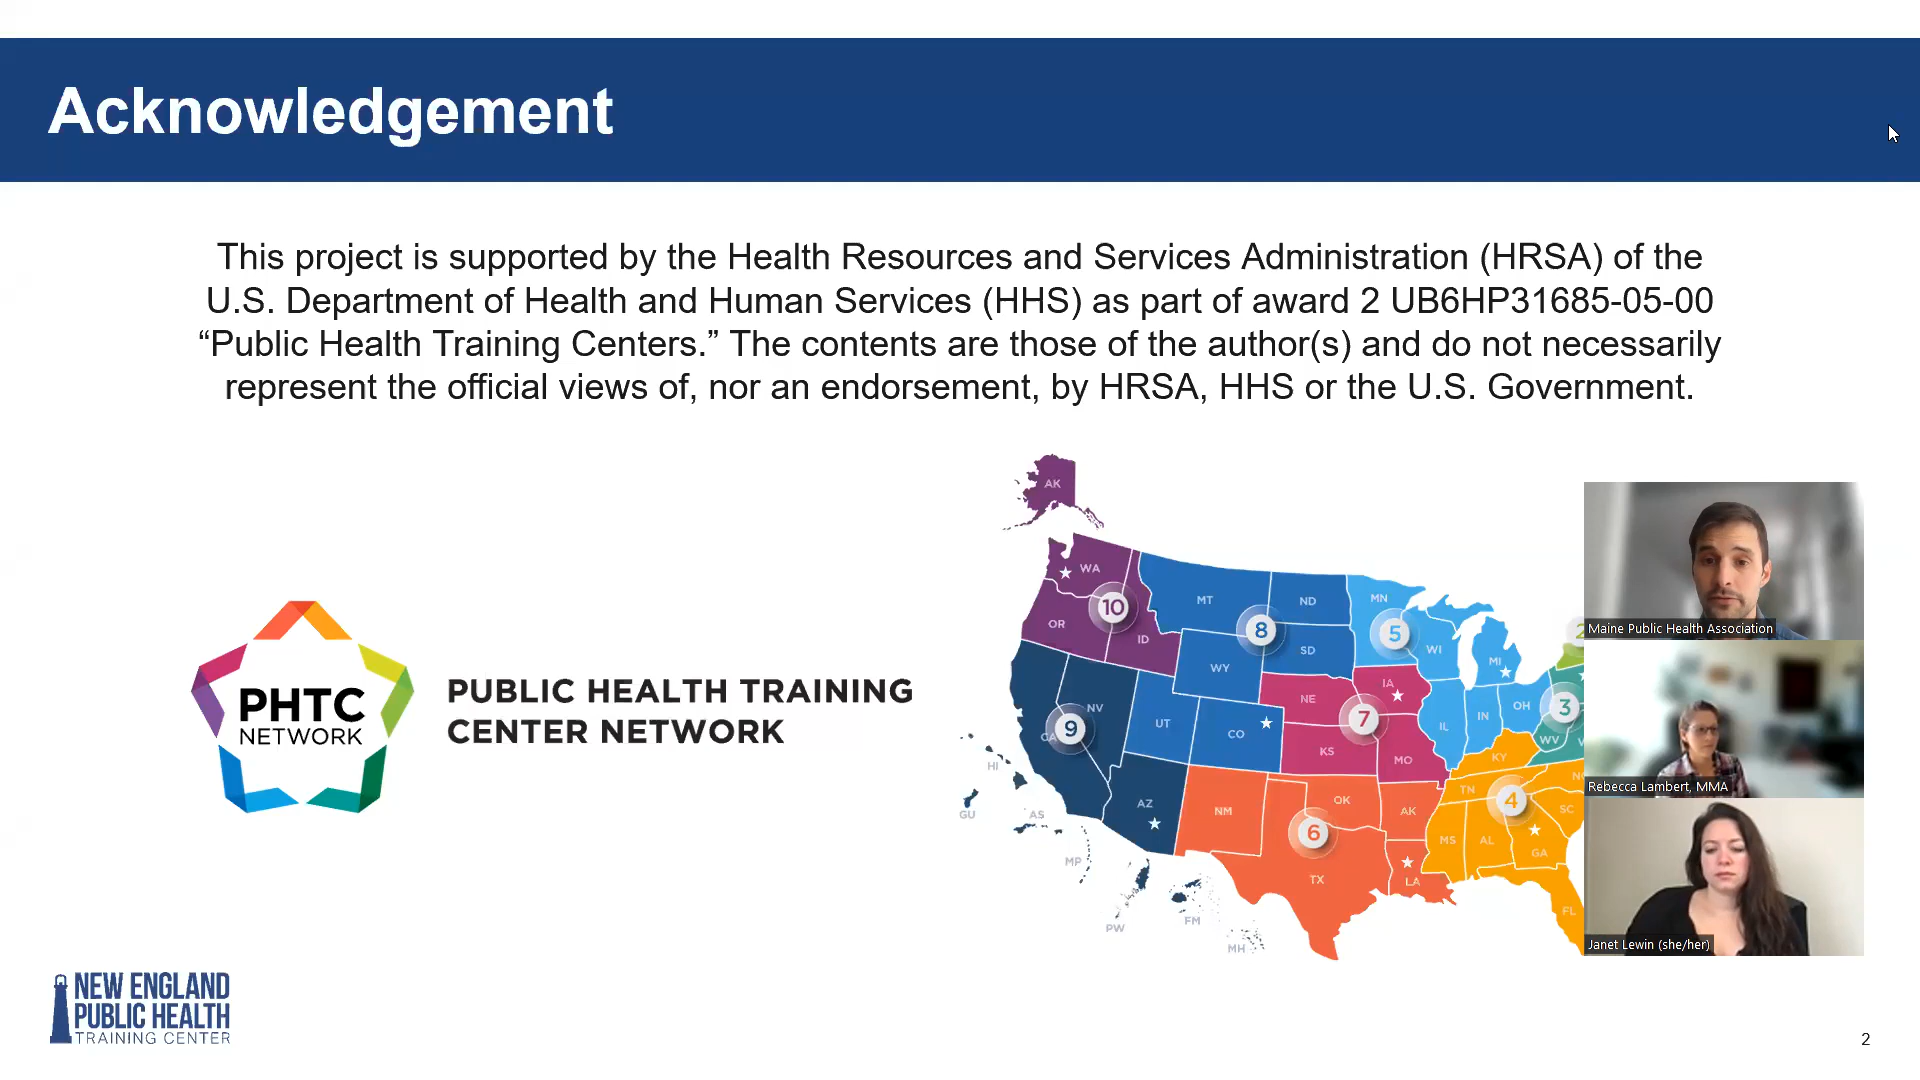 Acknowledgement
This project is supported by the Health Resources and Services Administration (HRSA) of the
U.S. Department of Health and Human Services (HHS) as part of award 2 UB6HP31685-05-00
“Public Health Training Centers.” The contents are those of the author(s) and do not necessarily
represent the official views of, nor an endorsement, by HRSA, HHS or the U.S. Government.
PHTC
NETWORK
PUBLIC HEALTH TRAINING
CENTER NETWORK
AK
WA
10
OR
ID
MT
ND
8
SD
WY
MN
5
WI
MI
2
NE
IA
7
KS
MO
IL
IN
OH
3
WV
KY
NV
9
CA
UT
CO
AZ
NM
OK
AK
6
TX
LA
TN
4
SC
MS
AL
GA
FL
HI
GU
AS
MP
PW
FM
MH
Maine Public Health Association
Rebecca Lambert, MMA
Janet Lewin (she/her)
NEW ENGLAND
PUBLIC HEALTH
TRAINING CENTER
2